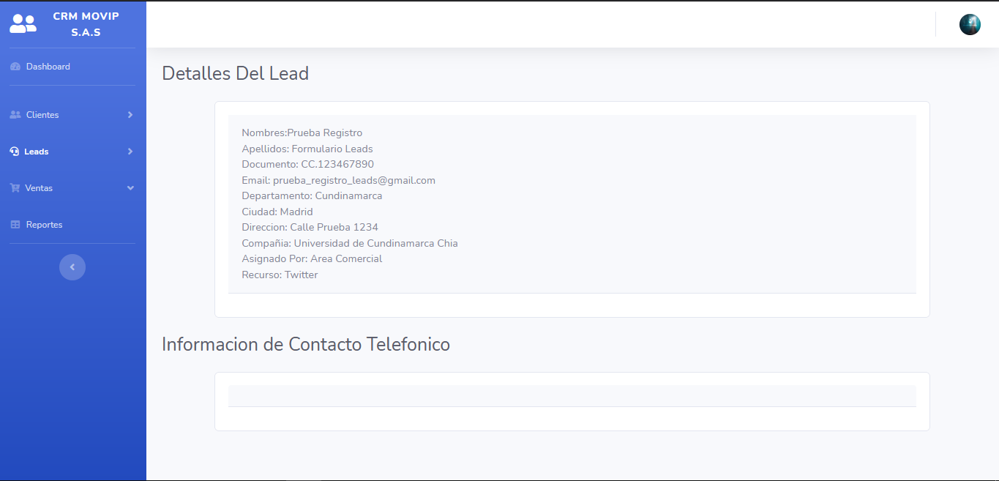 CRM MOVIP
S.A.S
Dashboard
Clientes
Leads
Ventas
Reportes
Detalles Del Lead
Nombres:Prueba Registro
Apellidos: Formulario Leads
Documento: CC.123467890
Email: prueba_registro_leads@gmail.com
Departamento: Cundinamarca
Ciudad: Madrid
Direccion: Calle Prueba 1234
Compañia: Universidad de Cundinamarca Chia
Asignado Por: Area Comercial
Recurso: Twitter
Informacion de Contacto Telefonico